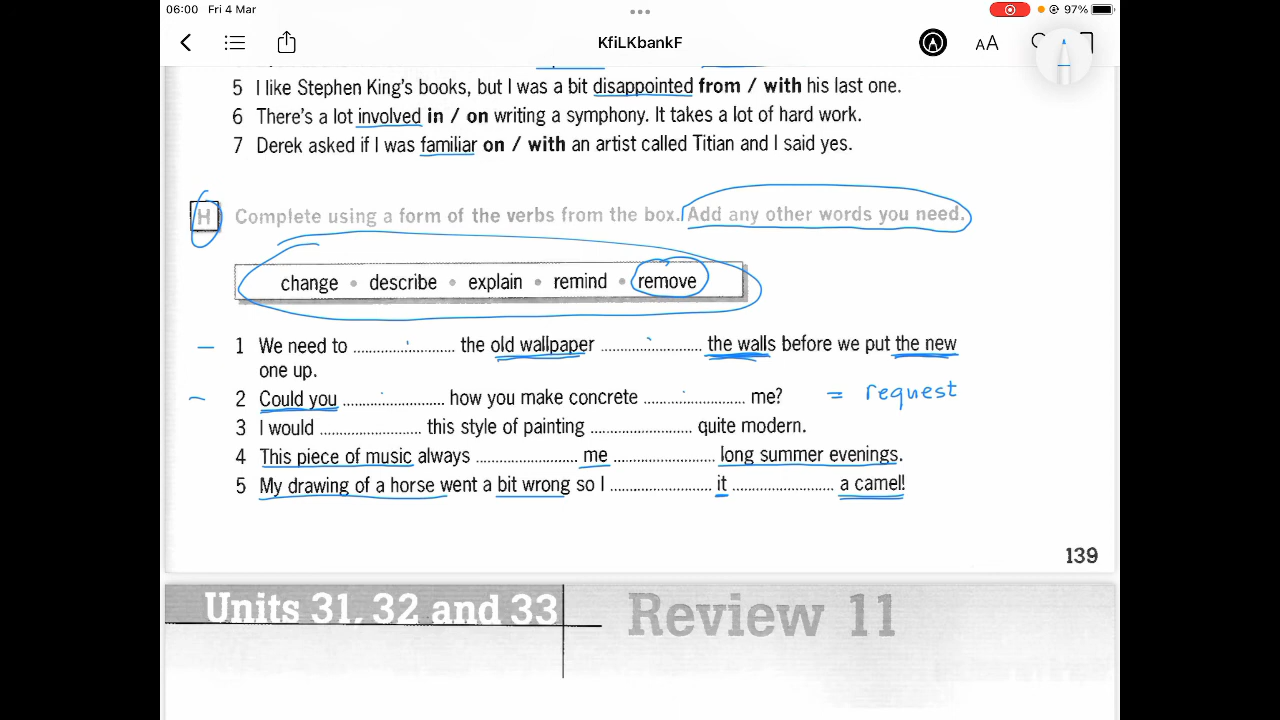 06:00 Fri 4 Mar
97%
KfiLKbankF
AA
5 I like Stephen King's books, but I was a bit disappointed from / with his last one.
6 There's a lot involved in / on writing a symphony. It takes a lot of hard work.
7 Derek asked if I was familiar on / with an artist called Titian and I said yes.
H Complete using a form of the verbs from the box. Add any other words you need.
change • describe • explain • remind • remove
1 We need to ........................ the old wallpaper ........................ the walls before we put the new
one up.
2 Could you ........................ how you make concrete ........................ me? = request
3 I would ........................ this style of painting ........................ quite modern.
4 This piece of music always ........................ me ........................ long summer evenings.
5 My drawing of a horse went a bit wrong so I ........................ it ........................ a camel!
139
Units 31, 32 and 33 Review 11